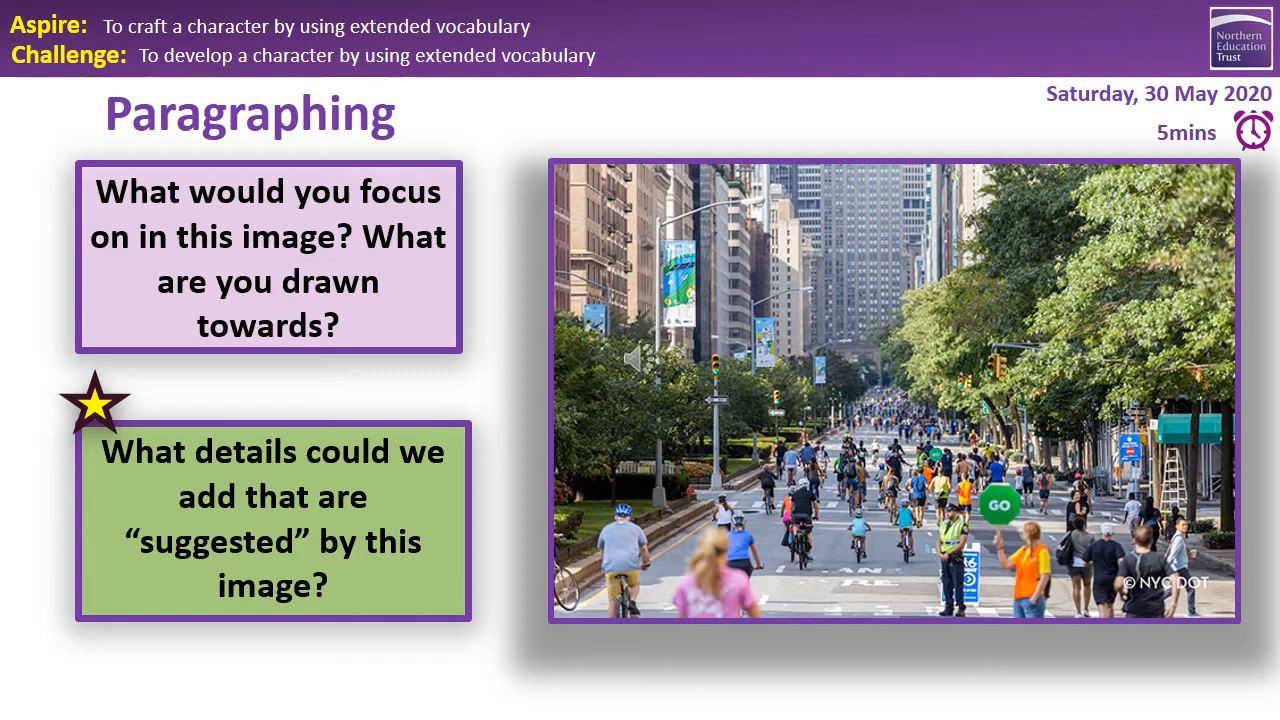 Aspire: To craft a character by using extended vocabulary
Challenge: To develop a character by using extended vocabulary
Northern
Education
Trust
Saturday, 30 May 2020
5mins
Paragraphing
What would you focus
on in this image? What
are you drawn
towards?
What details could we
add that are
“suggested” by this
image?
GO
© NYC DOT